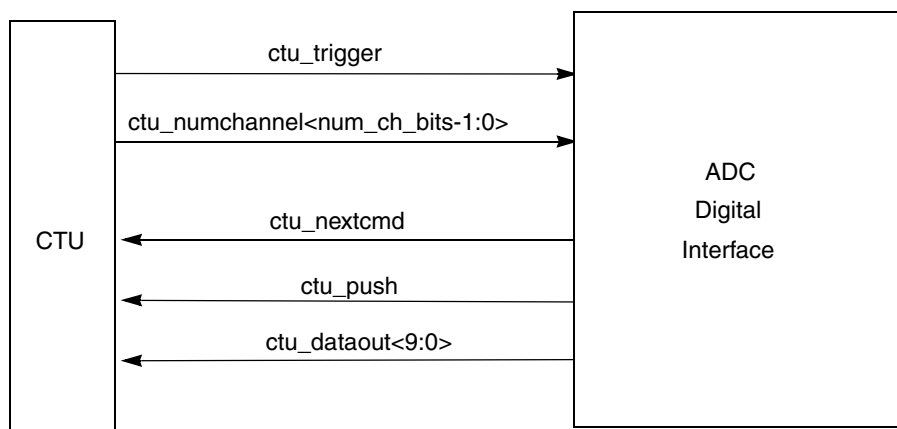 ctu_trigger
ctu_numchannel<num_ch_bits-1:0>
ctu_nextcmd
ctu_push
ctu_dataout<9:0>
CTU
ADC
Digital
Interface